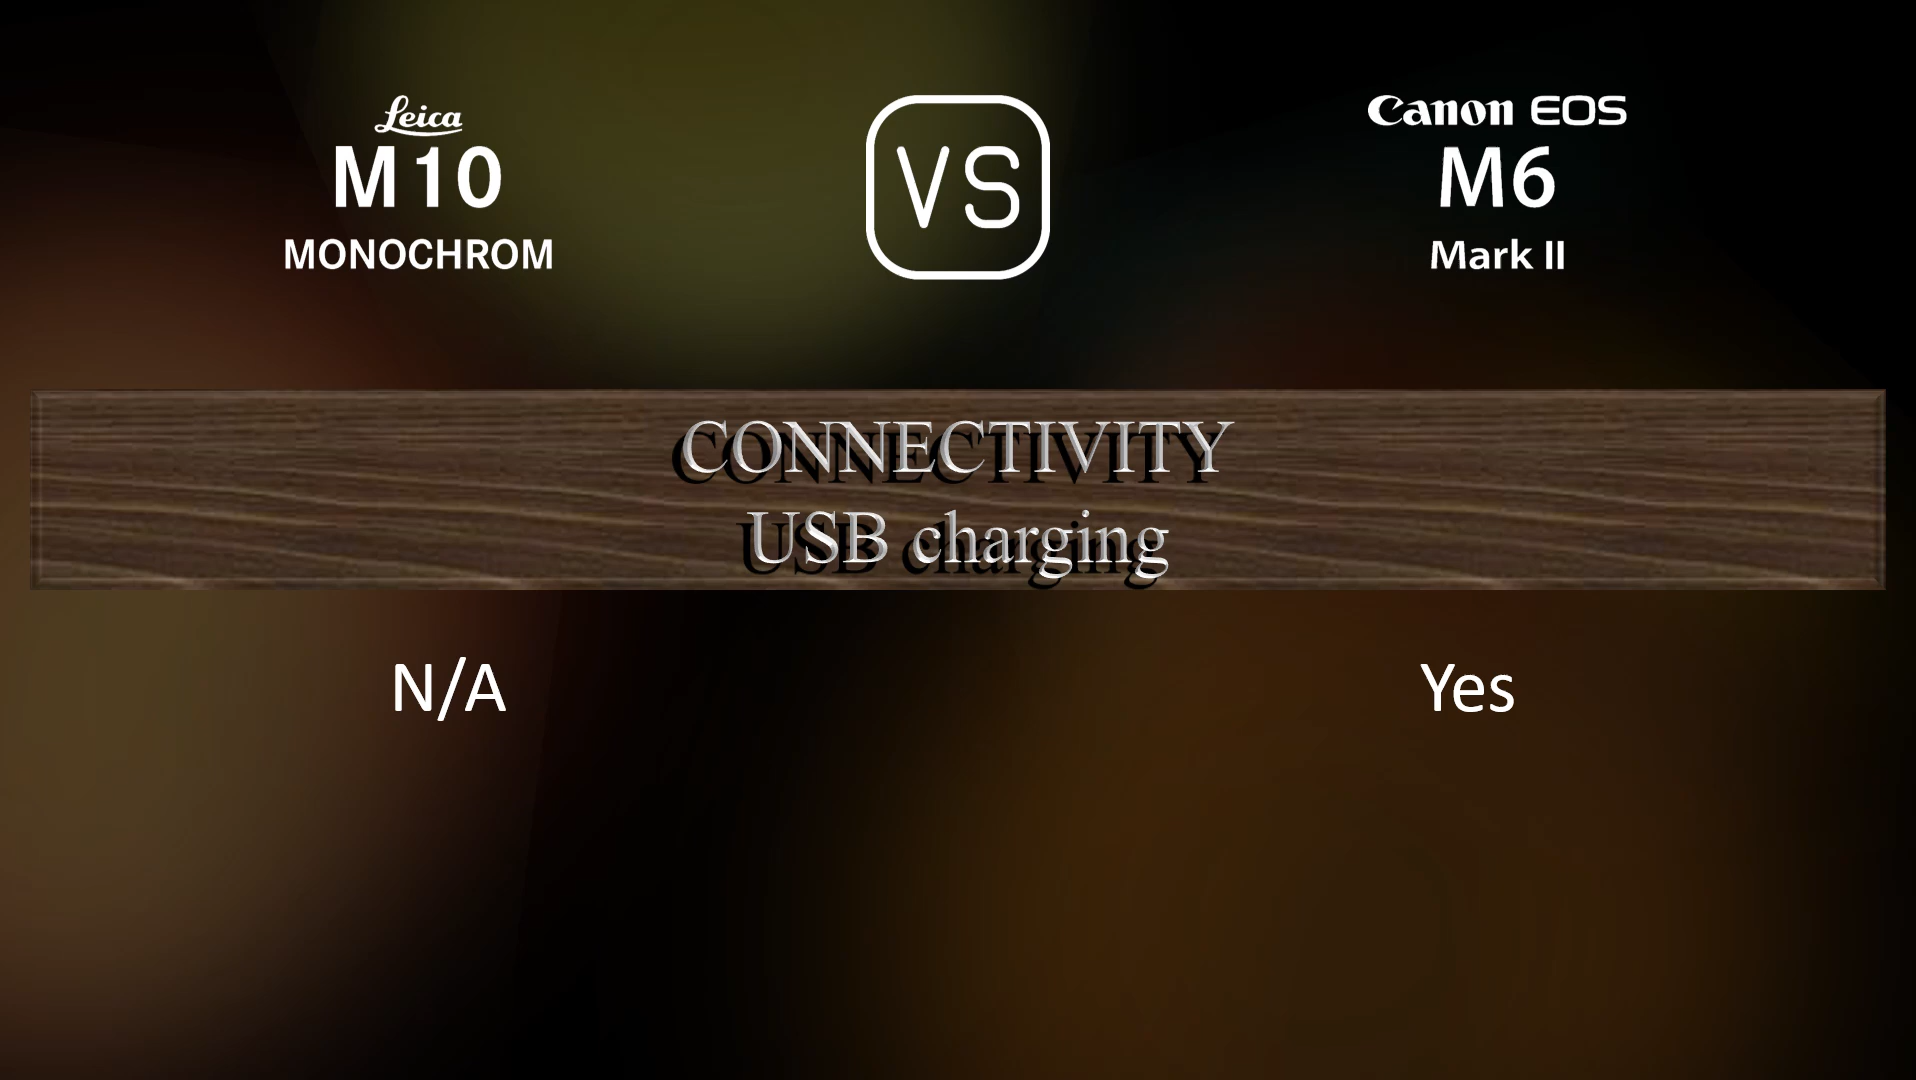 Leica
M10
MONOCHROM
VS
Canon EOS
M6
Mark II
CONNECTIVITY
USB charging
N/A
Yes